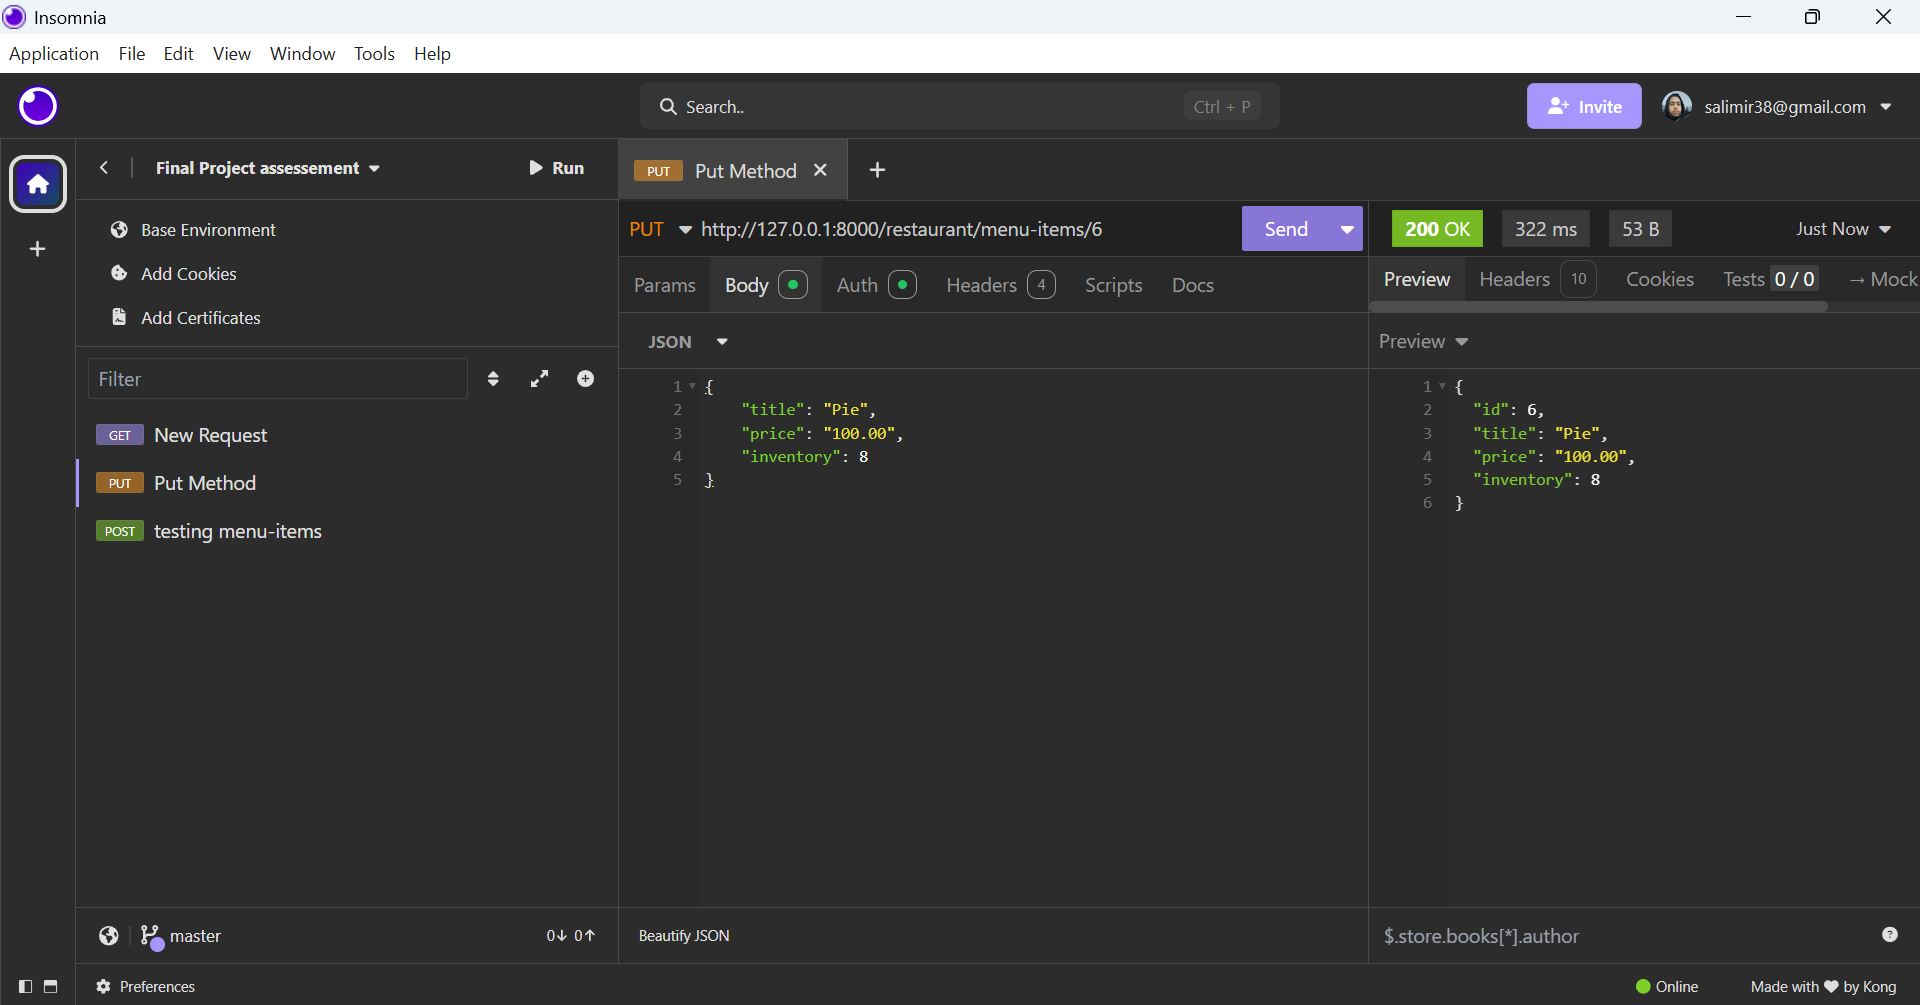 Insomnia
Application File Edit View Window Tools Help
Search..
Ctrl + P
Invite
salimir38@gmail.com
Final Project assessement
Run
PUT Put Method
Base Environment
Add Cookies
Add Certificates
Filter
GET New Request
PUT Put Method
POST testing menu-items
PUT http://127.0.0.1:8000/restaurant/menu-items/6
Send
200 OK 322 ms 53 B Just Now
Params Body Auth Headers 4 Scripts Docs
Preview Headers 10 Cookies Tests 0 / 0 → Mock
JSON
1 {
2 "title": "Pie",
3 "price": "100.00",
4 "inventory": 8
5 }
Preview
1 {
2 "id": 6,
3 "title": "Pie",
4 "price": "100.00",
5 "inventory": 8
6 }
master
0↓ 0↑
Beautify JSON
$.store.books[*].author
?
Preferences
Online
Made with ♥ by Kong